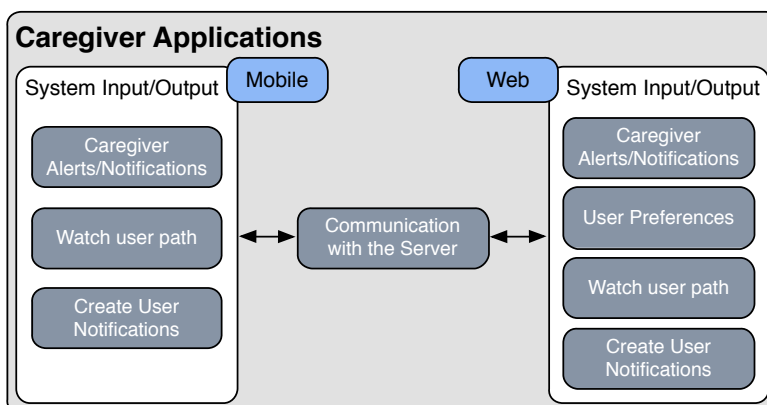 Caregiver Applications
System Input/Output
Mobile
Caregiver
Alerts/Notifications
Watch user path
Create User
Notifications
Communication
with the Server
Web
System Input/Output
Caregiver
Alerts/Notifications
User Preferences
Watch user path
Create User
Notifications